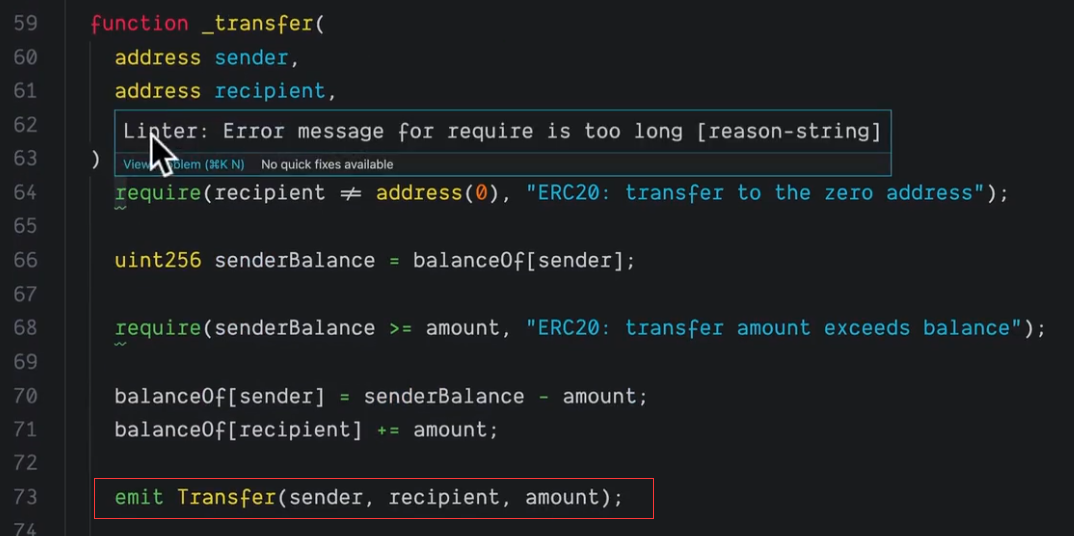 59 function _transfer(
60 address sender,
61 address recipient,
62 Linter: Error message for require is too long [reason-string]
63 ) View Problem (⌘K N) No quick fixes available
64 require(recipient ≠ address(0), "ERC20: transfer to the zero address");
65
66 uint256 senderBalance = balanceOf[sender];
67
68 require(senderBalance >= amount, "ERC20: transfer amount exceeds balance");
69
70 balanceOf[sender] = senderBalance - amount;
71 balanceOf[recipient] += amount;
72
73 emit Transfer(sender, recipient, amount);
74